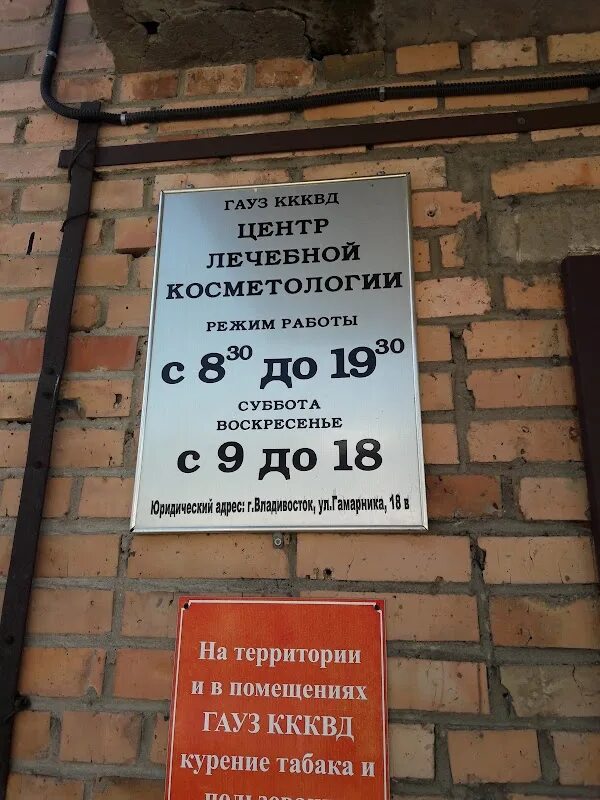 ГАУЗ КККВД
ЦЕНТР
ЛЕЧЕБНОЙ
КОСМЕТОЛОГИИ
РЕЖИМ РАБОТЫ
с 8³⁰ до 19³⁰
СУББОТА
ВОСКРЕСЕНЬЕ
с 9 до 18
Юридический адрес: г.Владивосток, ул.Гамарника, 18 в
На территории
и в помещениях
ГАУЗ КККВД
курение табака и